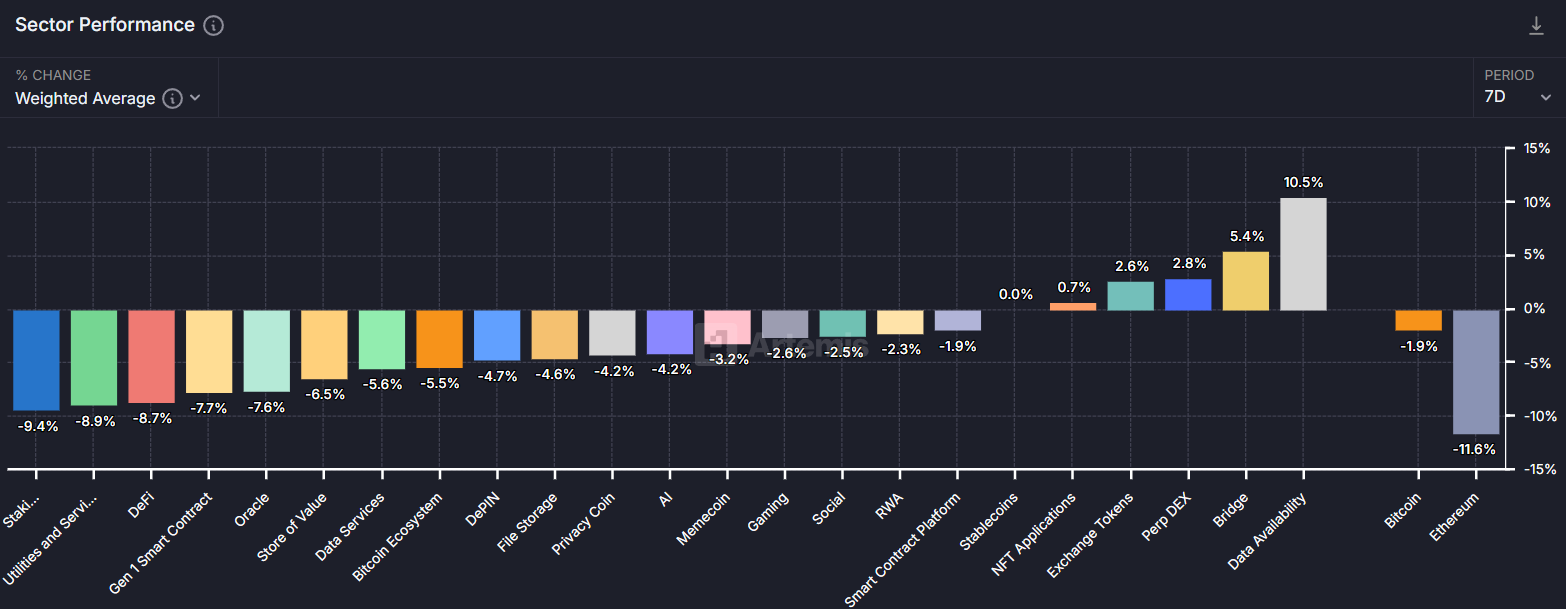 Sector Performance
% CHANGE
Weighted Average
PERIOD
7D
15%
10%
5%
0%
-5%
-10%
-15%
-9.4%
-8.9%
-8.7%
-7.7%
-7.6%
-6.5%
-5.6%
-5.5%
-4.7%
-4.6%
-4.2%
-4.2%
-3.2%
-2.6%
-2.5%
-2.3%
-1.9%
0.0%
0.7%
2.6%
2.8%
5.4%
10.5%
-1.9%
-11.6%
Artemis
Staki...
Utilities and Servi...
DeFi
Gen 1 Smart Contract
Oracle
Store of Value
Data Services
Bitcoin Ecosystem
DePIN
File Storage
Privacy Coin
AI
Memecoin
Gaming
Social
RWA
Smart Contract Platform
Stablecoins
NFT Applications
Exchange Tokens
Perp DEX
Bridge
Data Availability
Bitcoin
Ethereum